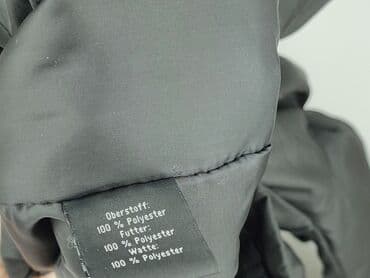 Oberstoff:
100 % Polyester
Futter:
100 % Polyester
Watte:
100 % Polyester